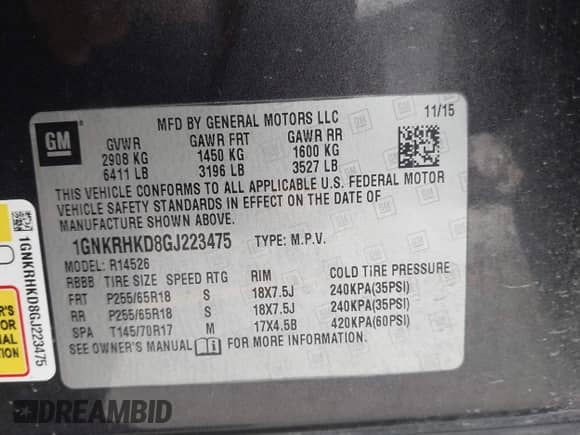 GM
MFD BY GENERAL MOTORS LLC 11/15
GVWR GAWR FRT GAWR RR
2908 KG 1450 KG 1600 KG
6411 LB 3196 LB 3527 LB
THIS VEHICLE CONFORMS TO ALL APPLICABLE U.S. FEDERAL MOTOR
VEHICLE SAFETY STANDARDS IN EFFECT ON THE DATE OF
MANUFACTURE SHOWN ABOVE.
1GNKRHKD8GJ223475 TYPE: M.P.V.
MODEL: R14526
RBBB TIRE SIZE SPEED RTG RIM COLD TIRE PRESSURE
FRT P255/65R18 S 18X7.5J 240KPA(35PSI)
RR P255/65R18 S 18X7.5J 240KPA(35PSI)
SPA T145/70R17 M 17X4.5B 420KPA(60PSI)
SEE OWNER'S MANUAL FOR MORE INFORMATION.
1GNKRHKD8GJ223475
R'S
OR
NAL
ATION
DREAMBID